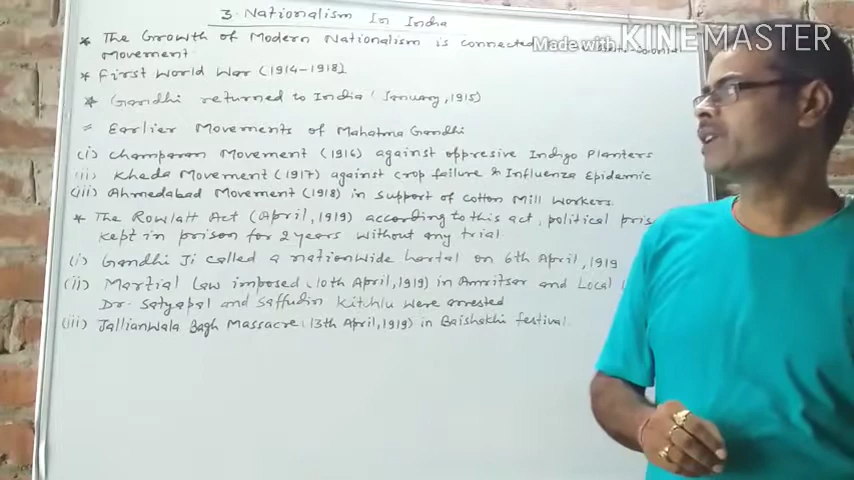 3. Nationalism In India
* The Growth of Modern Nationalism is connected
Movement
* First World War (1914-1918)
* Gandhi returned to India (January, 1915)
= Earlier Movements of Mahatma Gandhi
(i) Champaran Movement (1916) against oppresive Indigo Planters
(ii) Kheda Movement (1917) against crop failure & Influenza Epidemic
(iii) Ahmedabad Movement (1918) in support of cotton Mill workers.
* The Rowlatt Act (April, 1919) according to this act, political pris
kept in prison for 2 years without any trial
(i) Gandhi Ji called a nationwide hartal on 6th April, 1919
(ii) Martial law imposed (10th April, 1919) in Amritsar and Local
Dr. Satyapal and Saffudin Kitchlu were arrested
(iii) Jallianwala Bagh Massacre (13th April, 1919) in Baishakhi festival.
Made with KINEMASTER